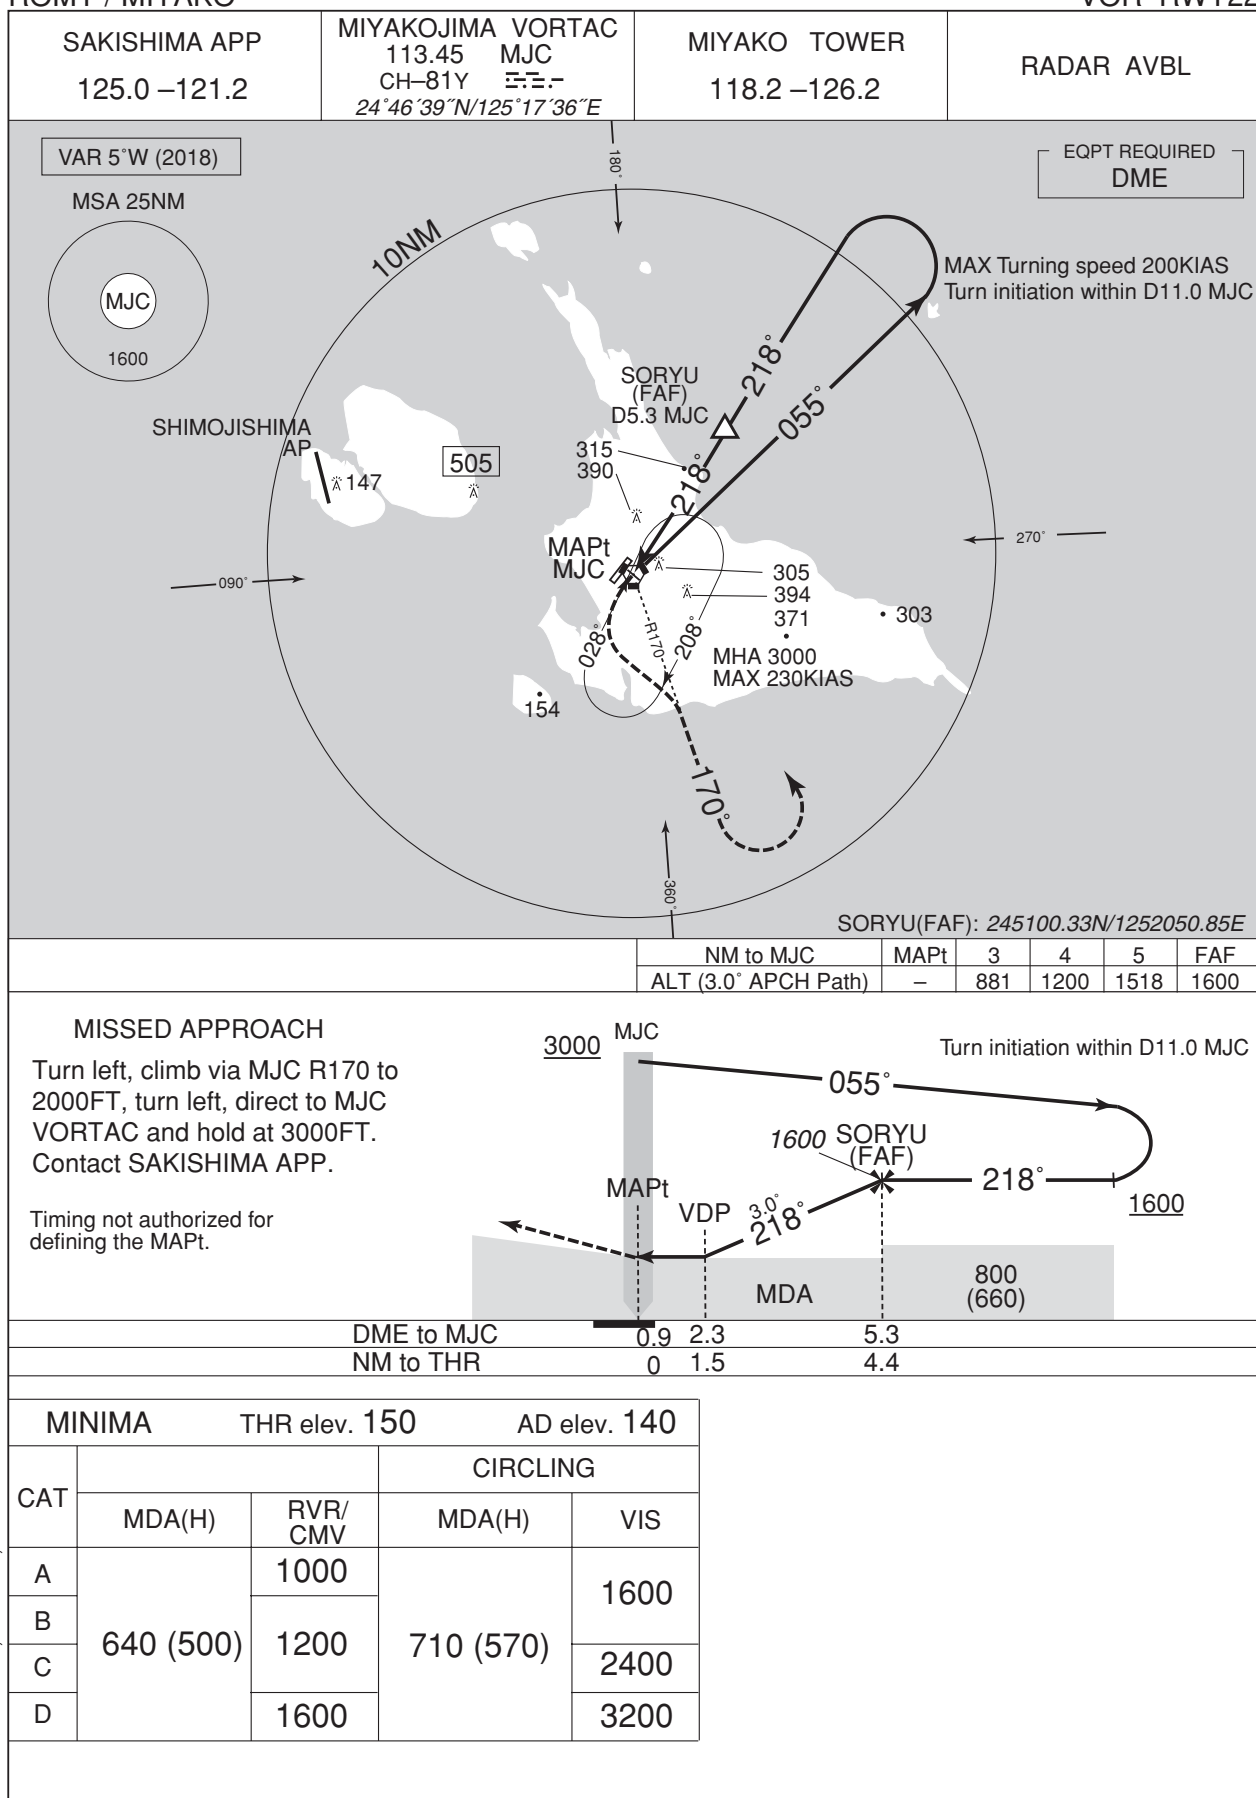 SAKISHIMA APP
125.0 –121.2
MIYAKOJIMA VORTAC
113.45 MJC
CH–81Y
24˚46´39˝N/125˚17´36˝E
MIYAKO TOWER
118.2 –126.2
RADAR AVBL
VAR 5˚W (2018)
MSA 25NM
MJC
1600
180˚
EQPT REQUIRED
DME
10NM
MAX Turning speed 200KIAS
Turn initiation within D11.0 MJC
218˚
055˚
SORYU
(FAF)
D5.3 MJC
SHIMOJISHIMA
AP
147
505
315
390
218˚
270˚
MAPt
MJC
090˚
305
394
371
303
028˚
R170
208˚
MHA 3000
MAX 230KIAS
154
170˚
360˚
SORYU(FAF): 245100.33N/1252050.85E
NM to MJC MAPt 3 4 5 FAF
ALT (3.0˚ APCH Path) – 881 1200 1518 1600
MISSED APPROACH
Turn left, climb via MJC R170 to
2000FT, turn left, direct to MJC
VORTAC and hold at 3000FT.
Contact SAKISHIMA APP.
Timing not authorized for
defining the MAPt.
MJC
3000
Turn initiation within D11.0 MJC
055˚
1600 SORYU
(FAF)
218˚
1600
MAPt
VDP
3.0˚
218˚
MDA
800
(660)
DME to MJC 0.9 2.3 5.3
NM to THR 0 1.5 4.4
MINIMA THR elev. 150 AD elev. 140
CAT
CIRCLING
MDA(H)
RVR/
CMV
MDA(H)
VIS
A
B
C
D
640 (500)
1000
1200
1600
710 (570)
1600
2400
3200